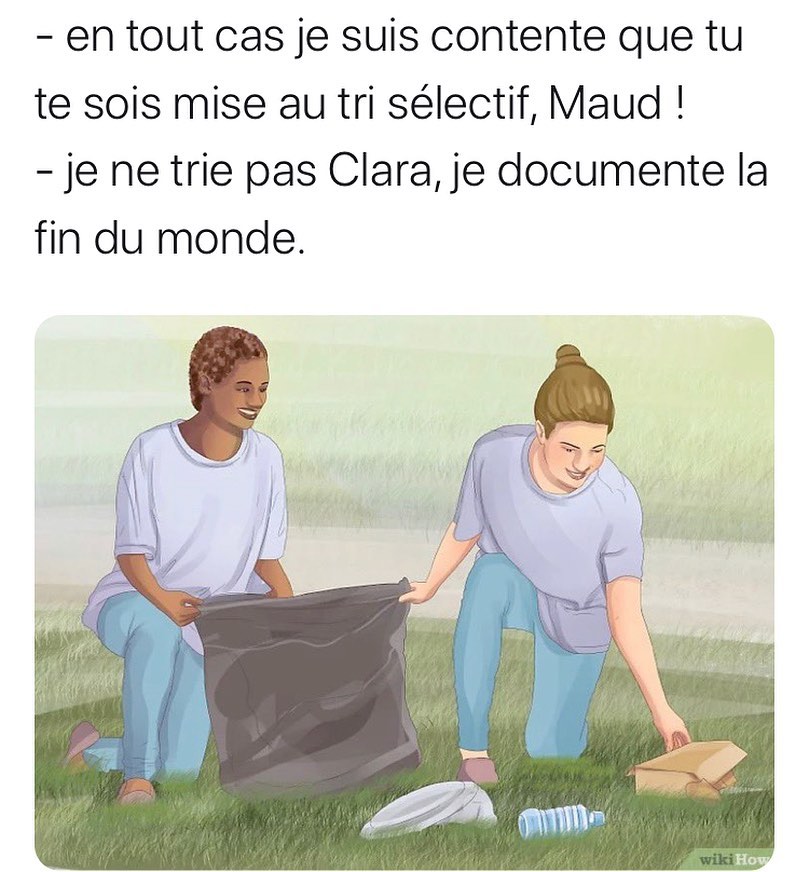 - en tout cas je suis contente que tu
te sois mise au tri sélectif, Maud !
- je ne trie pas Clara, je documente la
fin du monde.
wikiHow